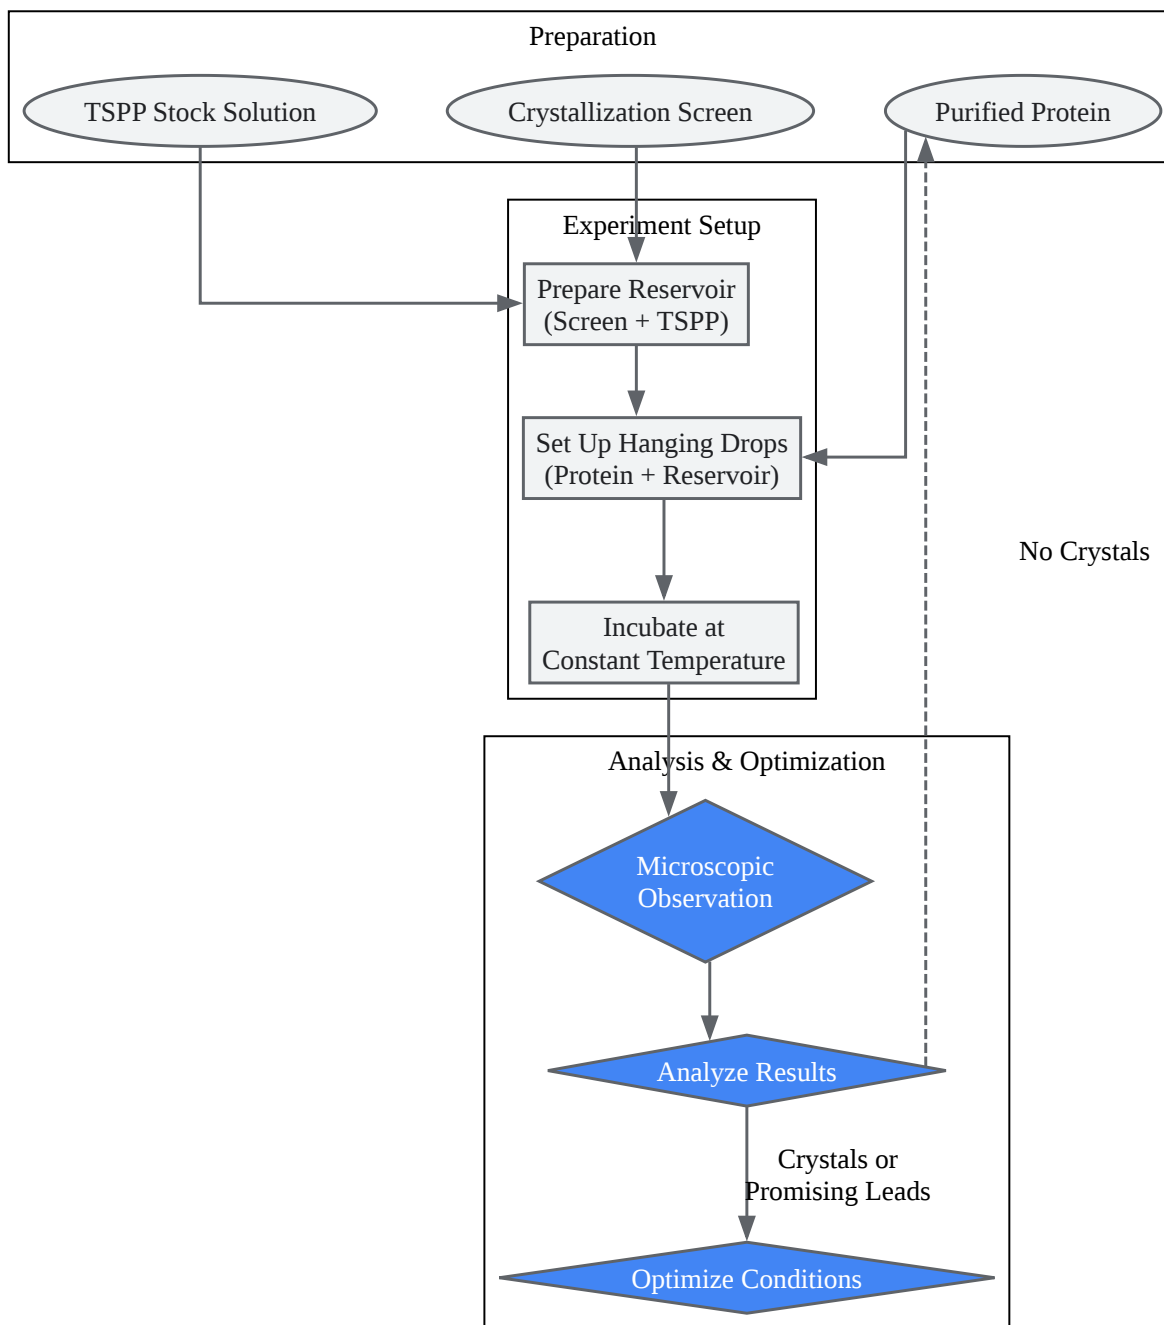 Preparation
TSPP Stock Solution
Crystallization Screen
Purified Protein
Experiment Setup
Prepare Reservoir
(Screen + TSPP)
Set Up Hanging Drops
(Protein + Reservoir)
No Crystals
Incubate at
Constant Temperature
Analysis & Optimization
Microscopic
Observation
Analyze Results
Crystals or
Promising Leads
Optimize Conditions